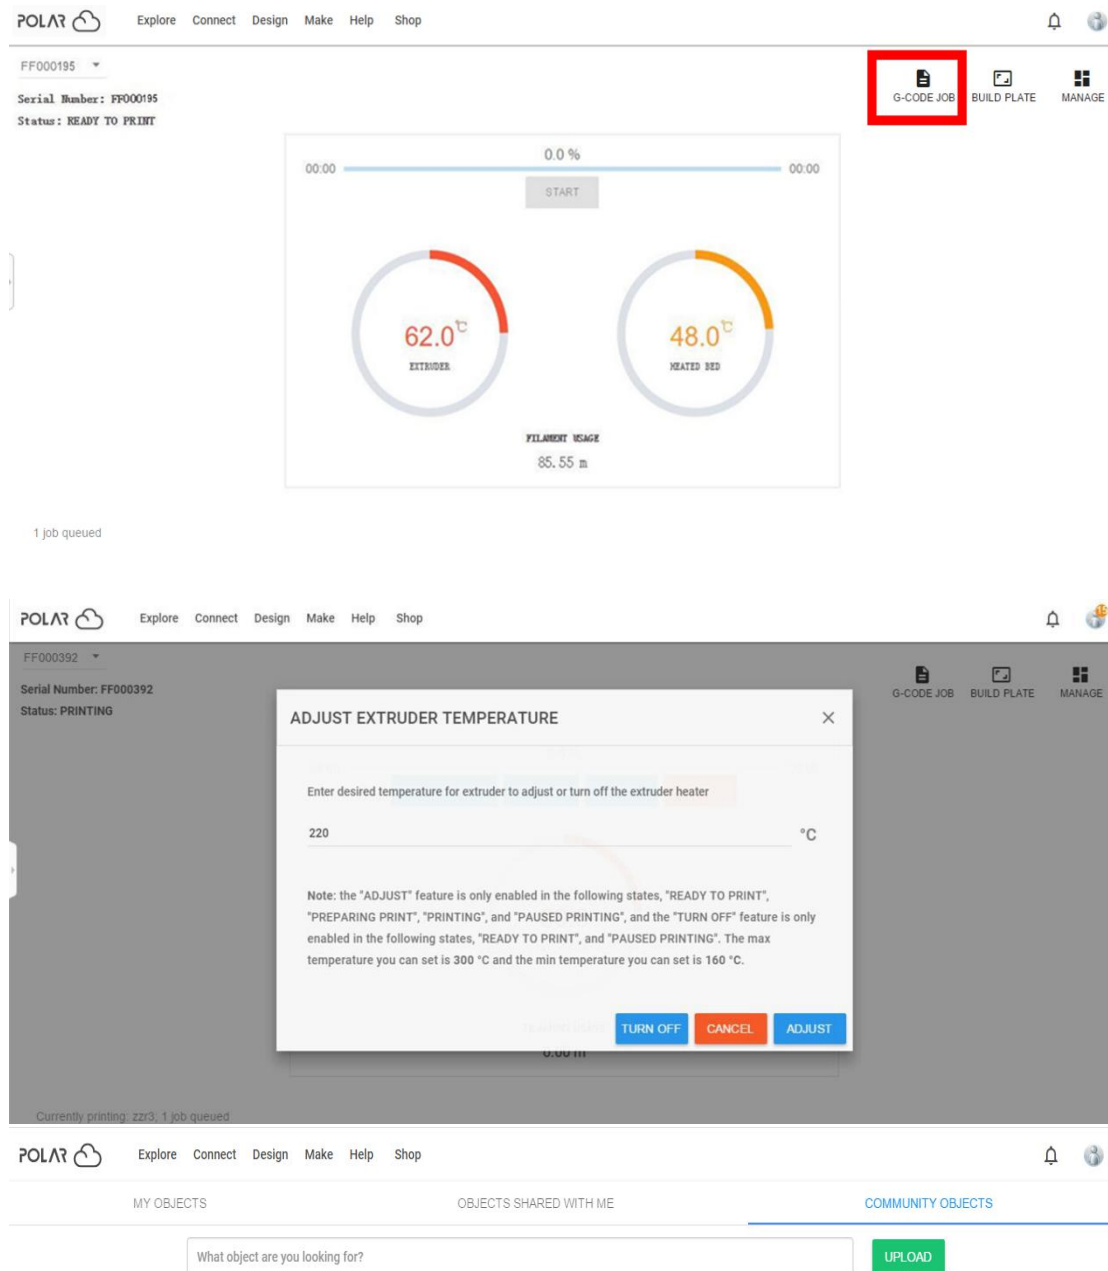 POLAR Explore Connect Design Make Help Shop
FF000195
Serial Number: FF000195
Status: READY TO PRINT
G-CODE JOB BUILD PLATE MANAGE
0.0 %
00:00 00:00
START
62.0℃ 48.0℃
EXTRUDER HEATED BED
FILAMENT USAGE
85.55 m
1 job queued
POLAR Explore Connect Design Make Help Shop
15
FF000392
Serial Number: FF000392
Status: PRINTING
G-CODE JOB BUILD PLATE MANAGE
ADJUST EXTRUDER TEMPERATURE
Enter desired temperature for extruder to adjust or turn off the extruder heater
220 °C
Note: the "ADJUST" feature is only enabled in the following states, "READY TO PRINT",
"PREPARING PRINT", "PRINTING", and "PAUSED PRINTING", and the "TURN OFF" feature is only
enabled in the following states, "READY TO PRINT", and "PAUSED PRINTING". The max
temperature you can set is 300 °C and the min temperature you can set is 160 °C.
TURN OFF CANCEL ADJUST
0.00 m
Currently printing: zzr3; 1 job queued
POLAR Explore Connect Design Make Help Shop
MY OBJECTS OBJECTS SHARED WITH ME COMMUNITY OBJECTS
What object are you looking for? UPLOAD